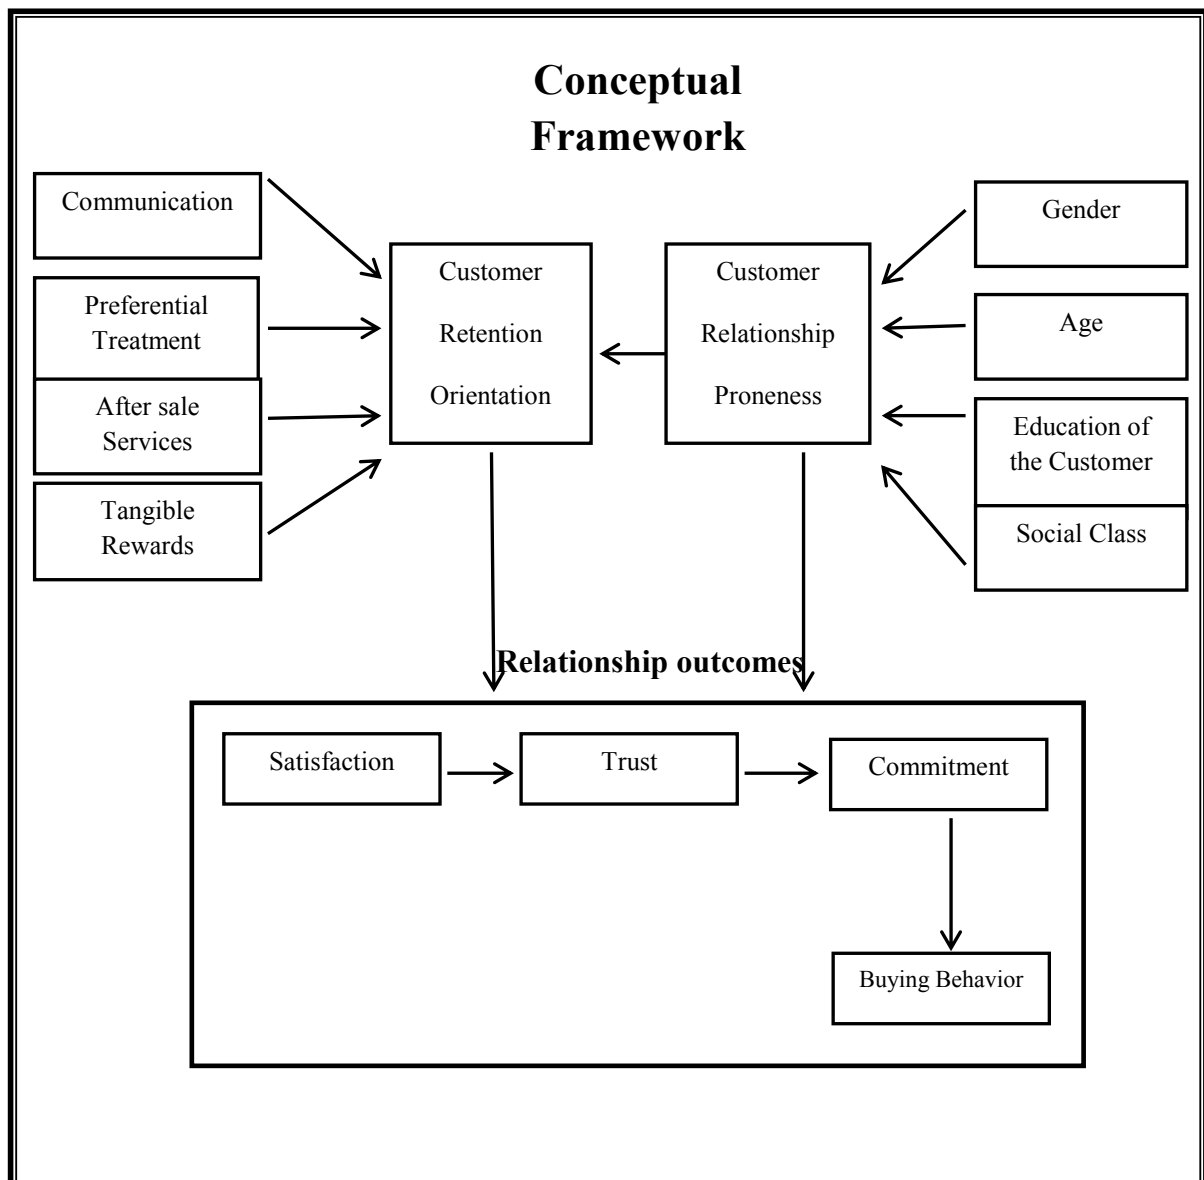 Conceptual
Framework
Communication
Preferential
Treatment
After sale
Services
Tangible
Rewards
Customer
Retention
Orientation
Customer
Relationship
Proneness
Gender
Age
Education of
the Customer
Social Class
Relationship outcomes
Satisfaction
Trust
Commitment
Buying Behavior